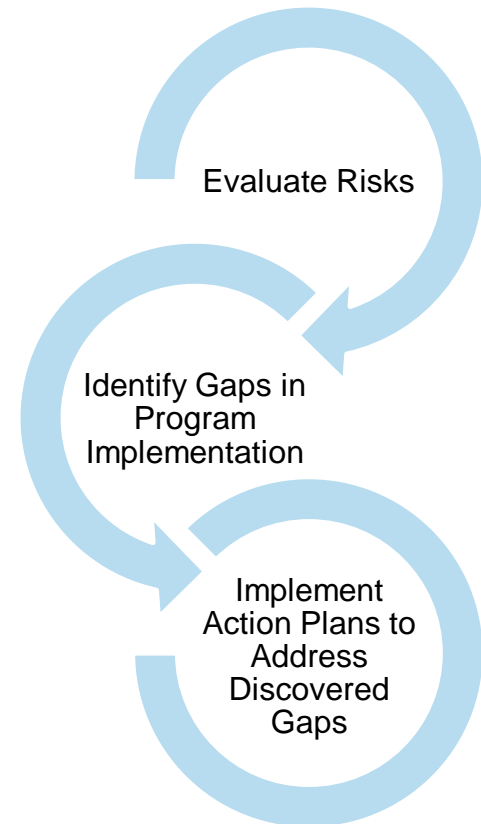 Evaluate Risks
Identify Gaps in
Program
Implementation
Implement
Action Plans to
Address
Discovered
Gaps